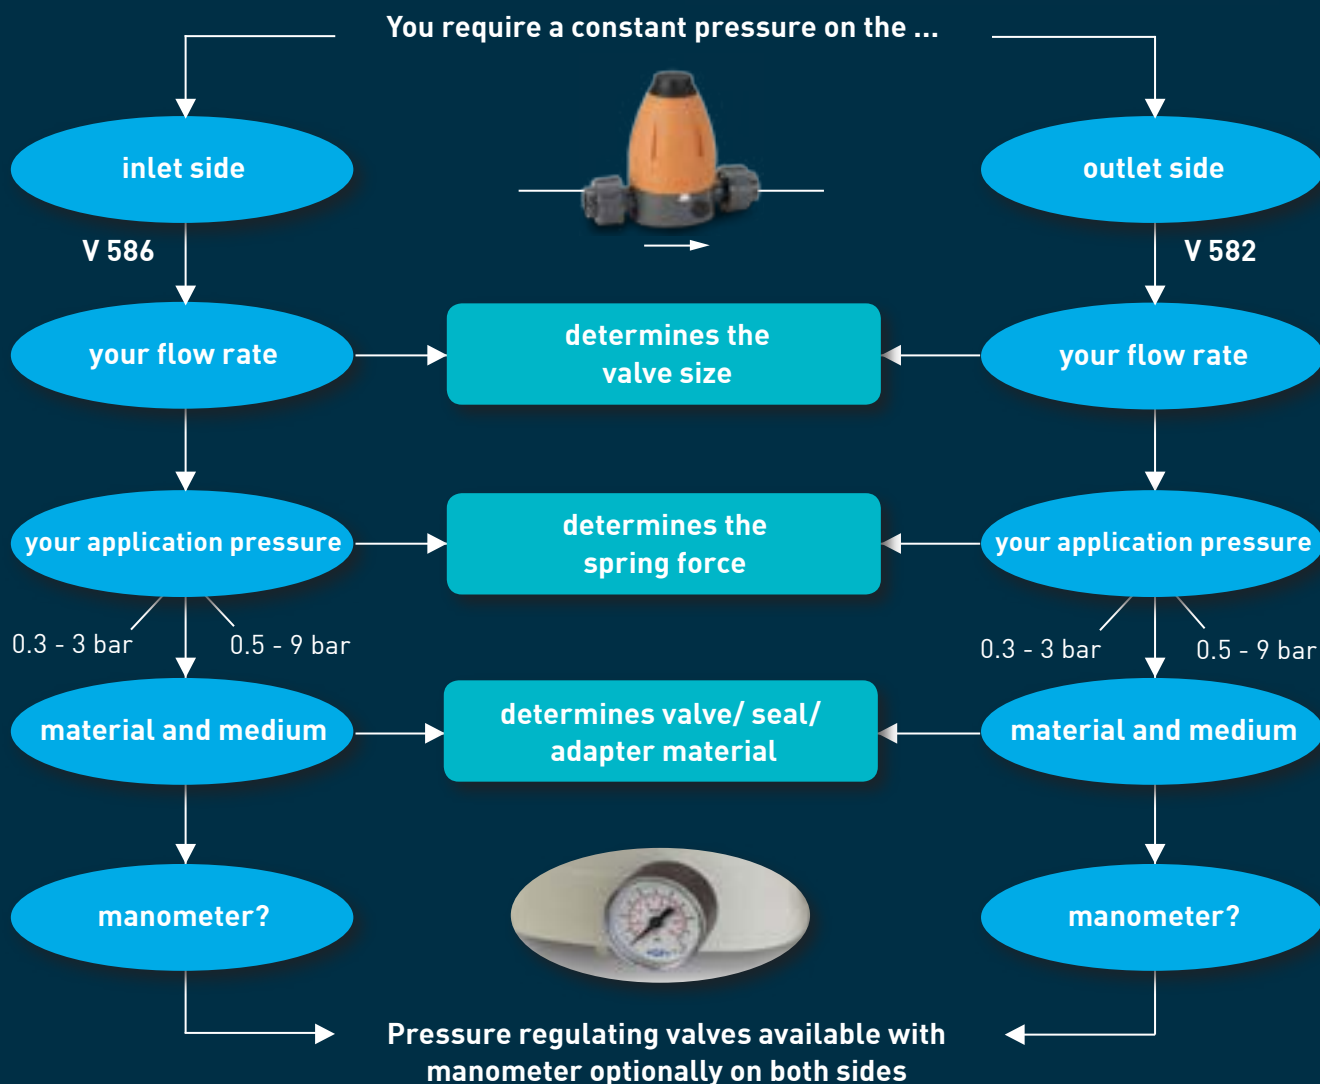 You require a constant pressure on the ...
inlet side
outlet side
V 586
V 582
your flow rate
determines the
valve size
your flow rate
your application pressure
determines the
spring force
your application pressure
0.3 - 3 bar
0.5 - 9 bar
0.3 - 3 bar
0.5 - 9 bar
material and medium
determines valve/ seal/
adapter material
material and medium
manometer?
manometer?
Pressure regulating valves available with
manometer optionally on both sides